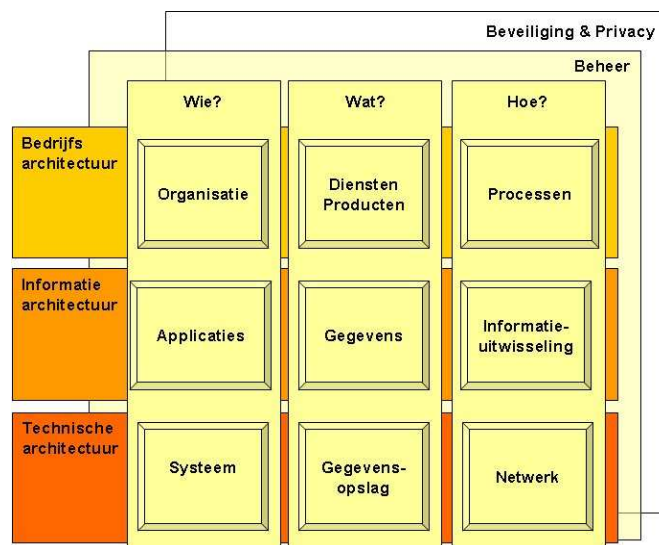 Beveiliging & Privacy
Beheer
Wie?
Wat?
Hoe?
Bedrijfs
architectuur
Organisatie
Diensten
Producten
Processen
Informatie
architectuur
Applicaties
Gegevens
Informatie-
uitwisseling
Technische
architectuur
Systeem
Gegevens-
opslag
Netwerk